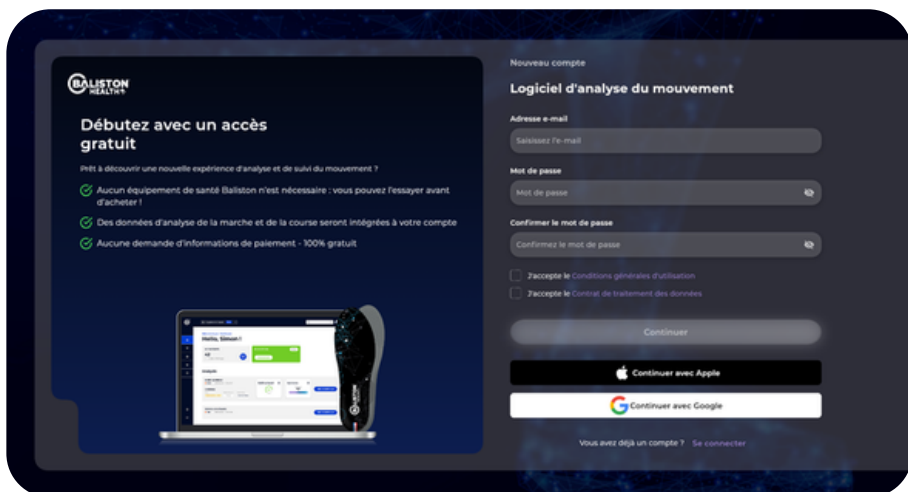 BALISTON
HEALTH+
Débutez avec un accès
gratuit
Prêt à découvrir une nouvelle expérience d'analyse et de suivi du mouvement ?
Aucun équipement de santé Baliston n'est nécessaire : vous pouvez l'essayer avant
d'acheter !
Des données d'analyse de la marche et de la course seront intégrées à votre compte
Aucune demande d'informations de paiement - 100% gratuit
Hello, Simon !
BALISTON
Nouveau compte
Logiciel d'analyse du mouvement
Adresse e-mail
Saisissez l'e-mail
Mot de passe
Mot de passe
Confirmer le mot de passe
Confirmez le mot de passe
J'accepte le Conditions générales d'utilisation
J'accepte le Contrat de traitement des données
Continuer
Continuer avec Apple
Continuer avec Google
Vous avez déjà un compte ? Se connecter